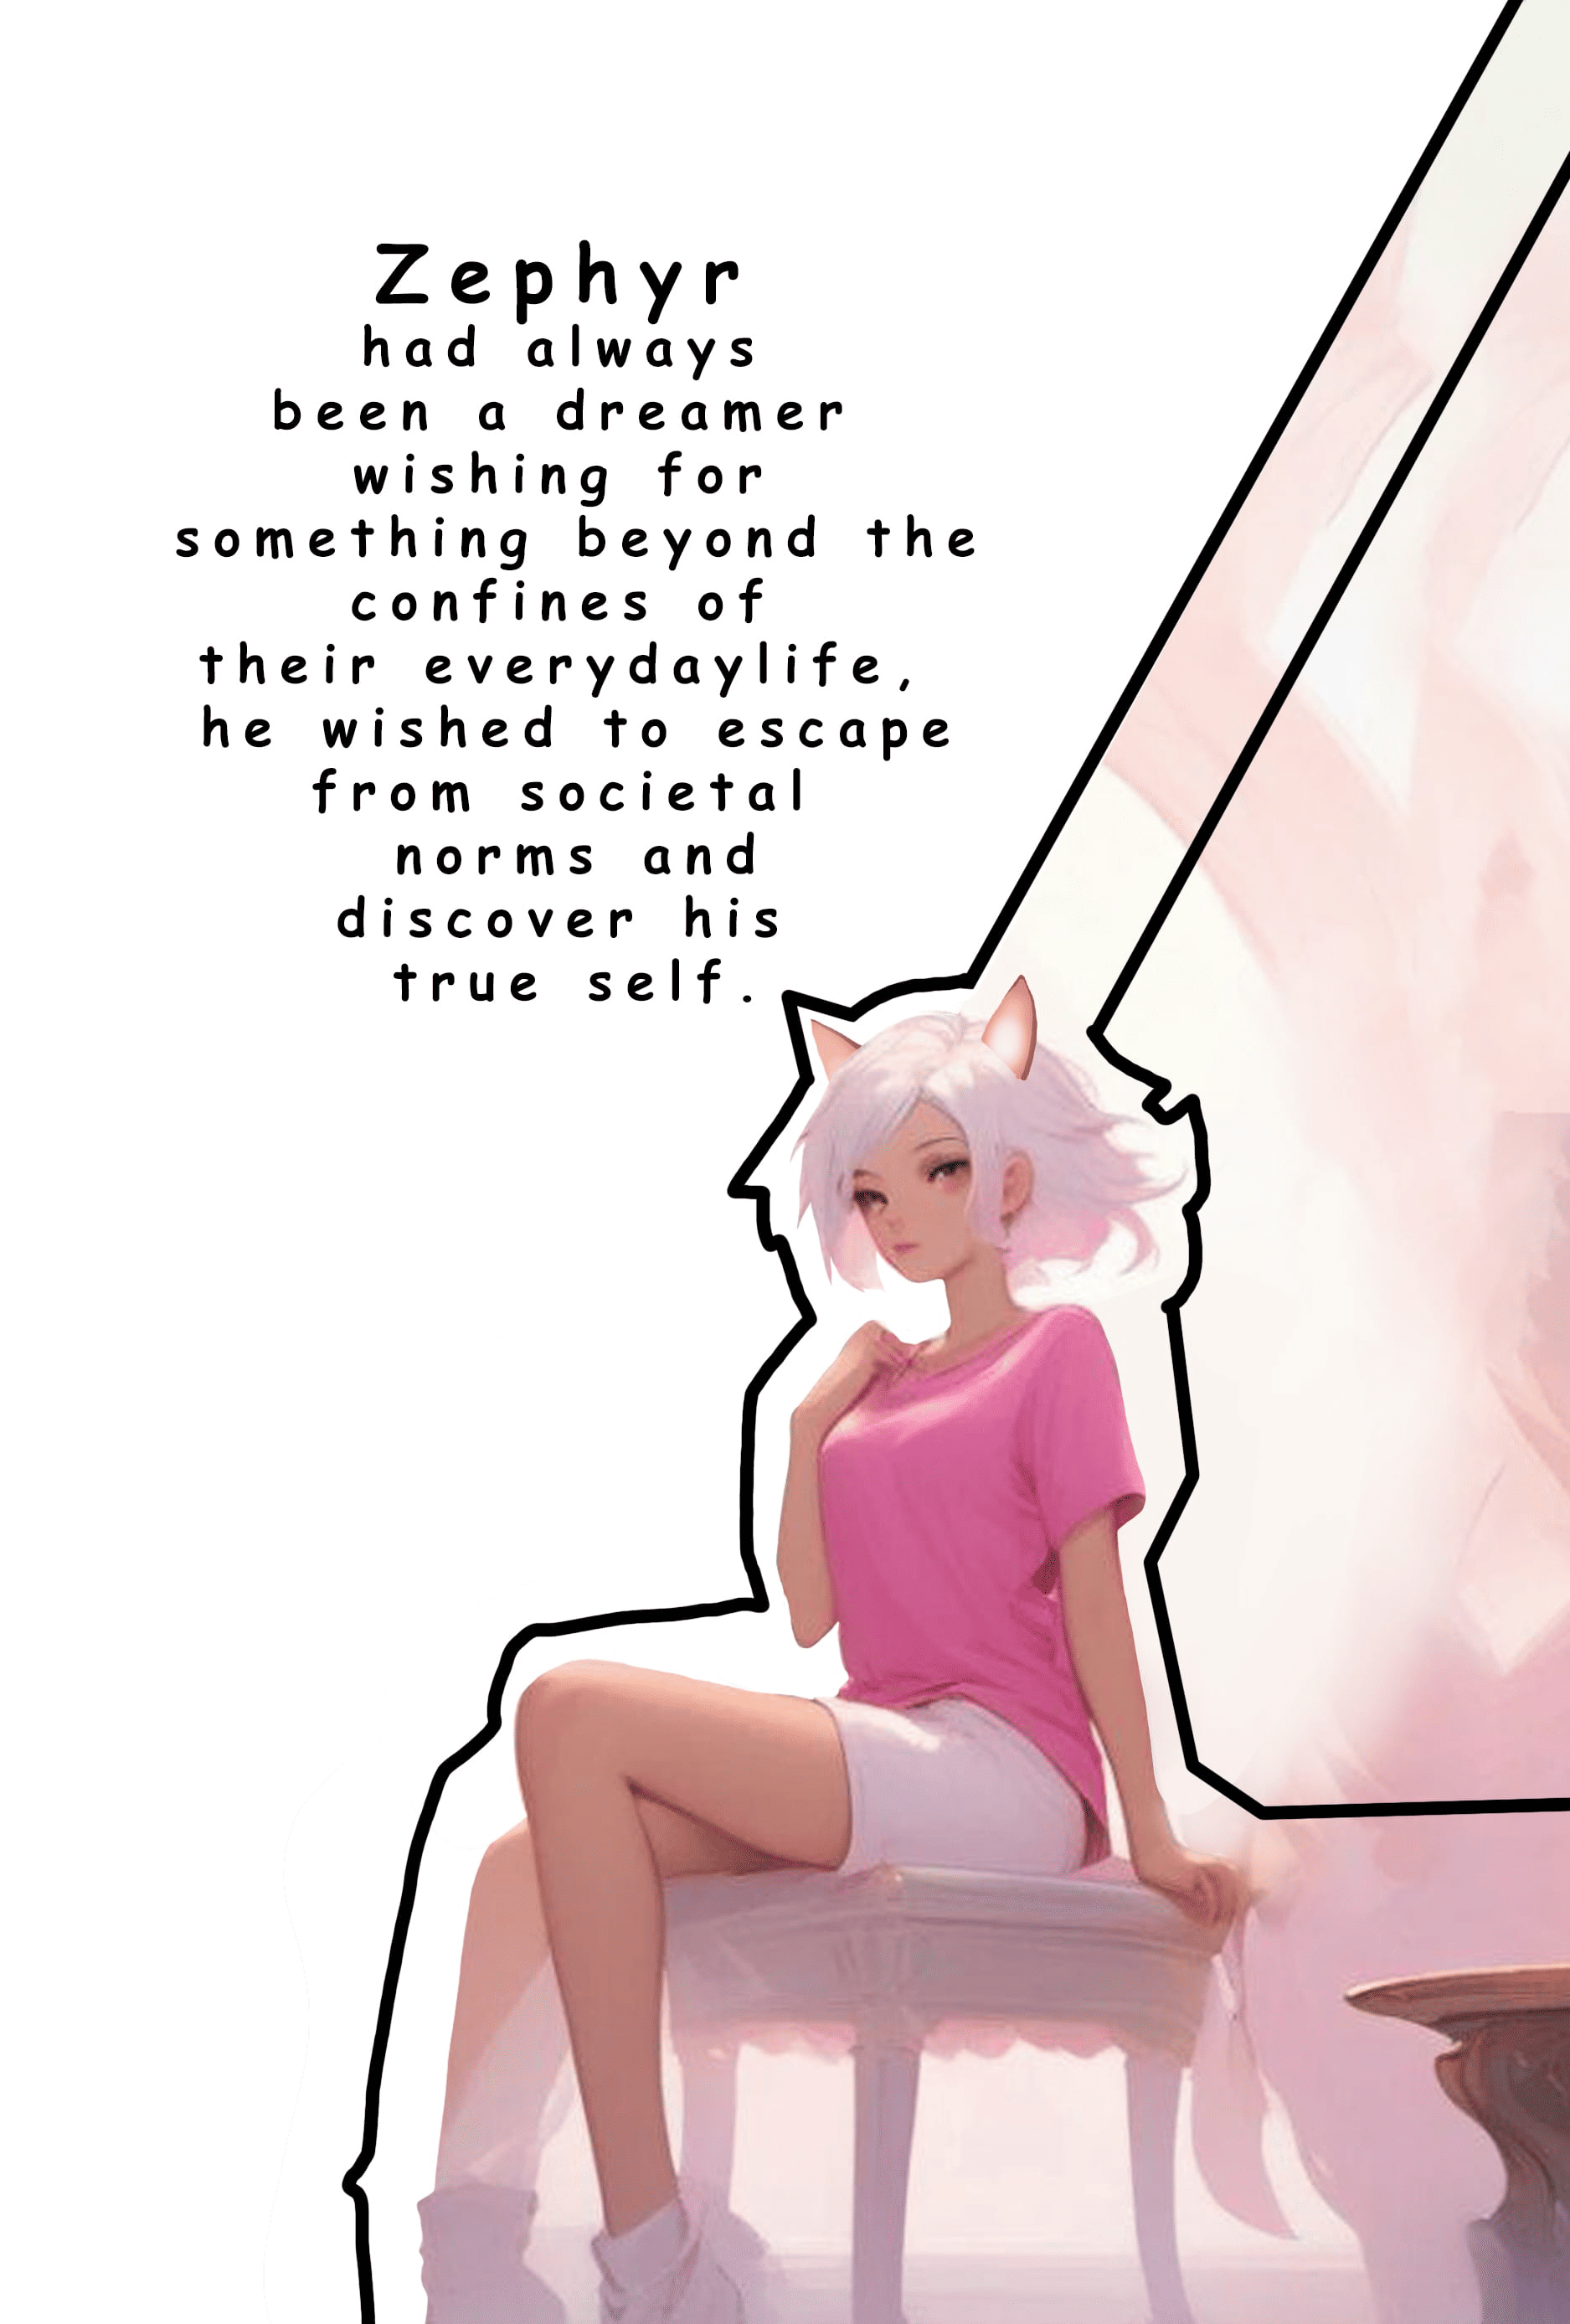 Zephyr
had always
been a dreamer
wishing for
something beyond the
confines of
their everydaylife,
he wished to escape
from societal
norms and
discover his
true self.